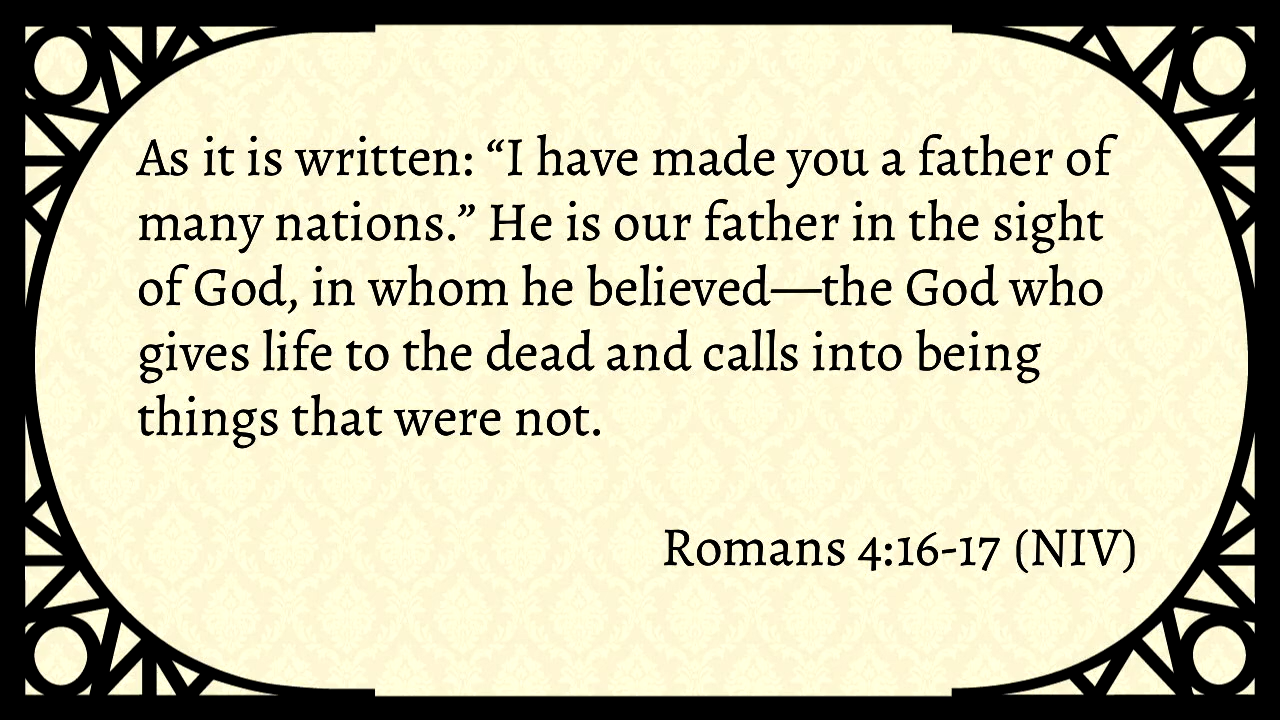 As it is written: “I have made you a father of
many nations.” He is our father in the sight
of God, in whom he believed—the God who
gives life to the dead and calls into being
things that were not.
Romans 4:16-17 (NIV)